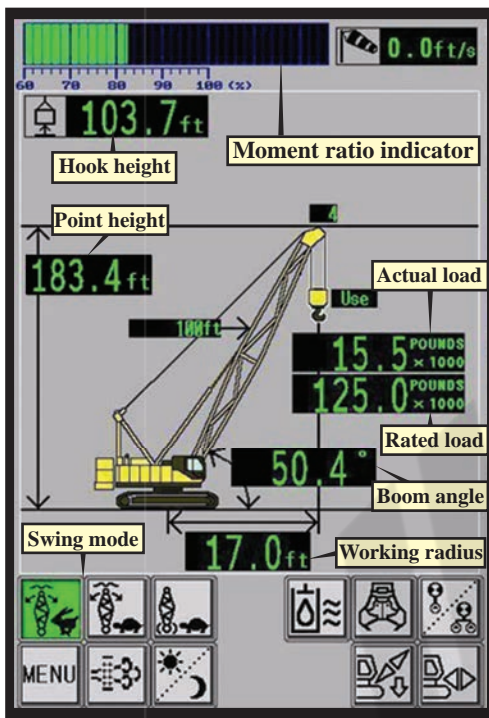 0.0ft/s
60 70 80 90 100 (%)
103.7ft
Moment ratio indicator
Hook height
4
Point height
183.4ft
Actual load
Use
100ft
15.5 POUNDS × 1000
125.0 POUNDS × 1000
Rated load
50.4°
Boom angle
Swing mode
17.0ft
Working radius
MENU